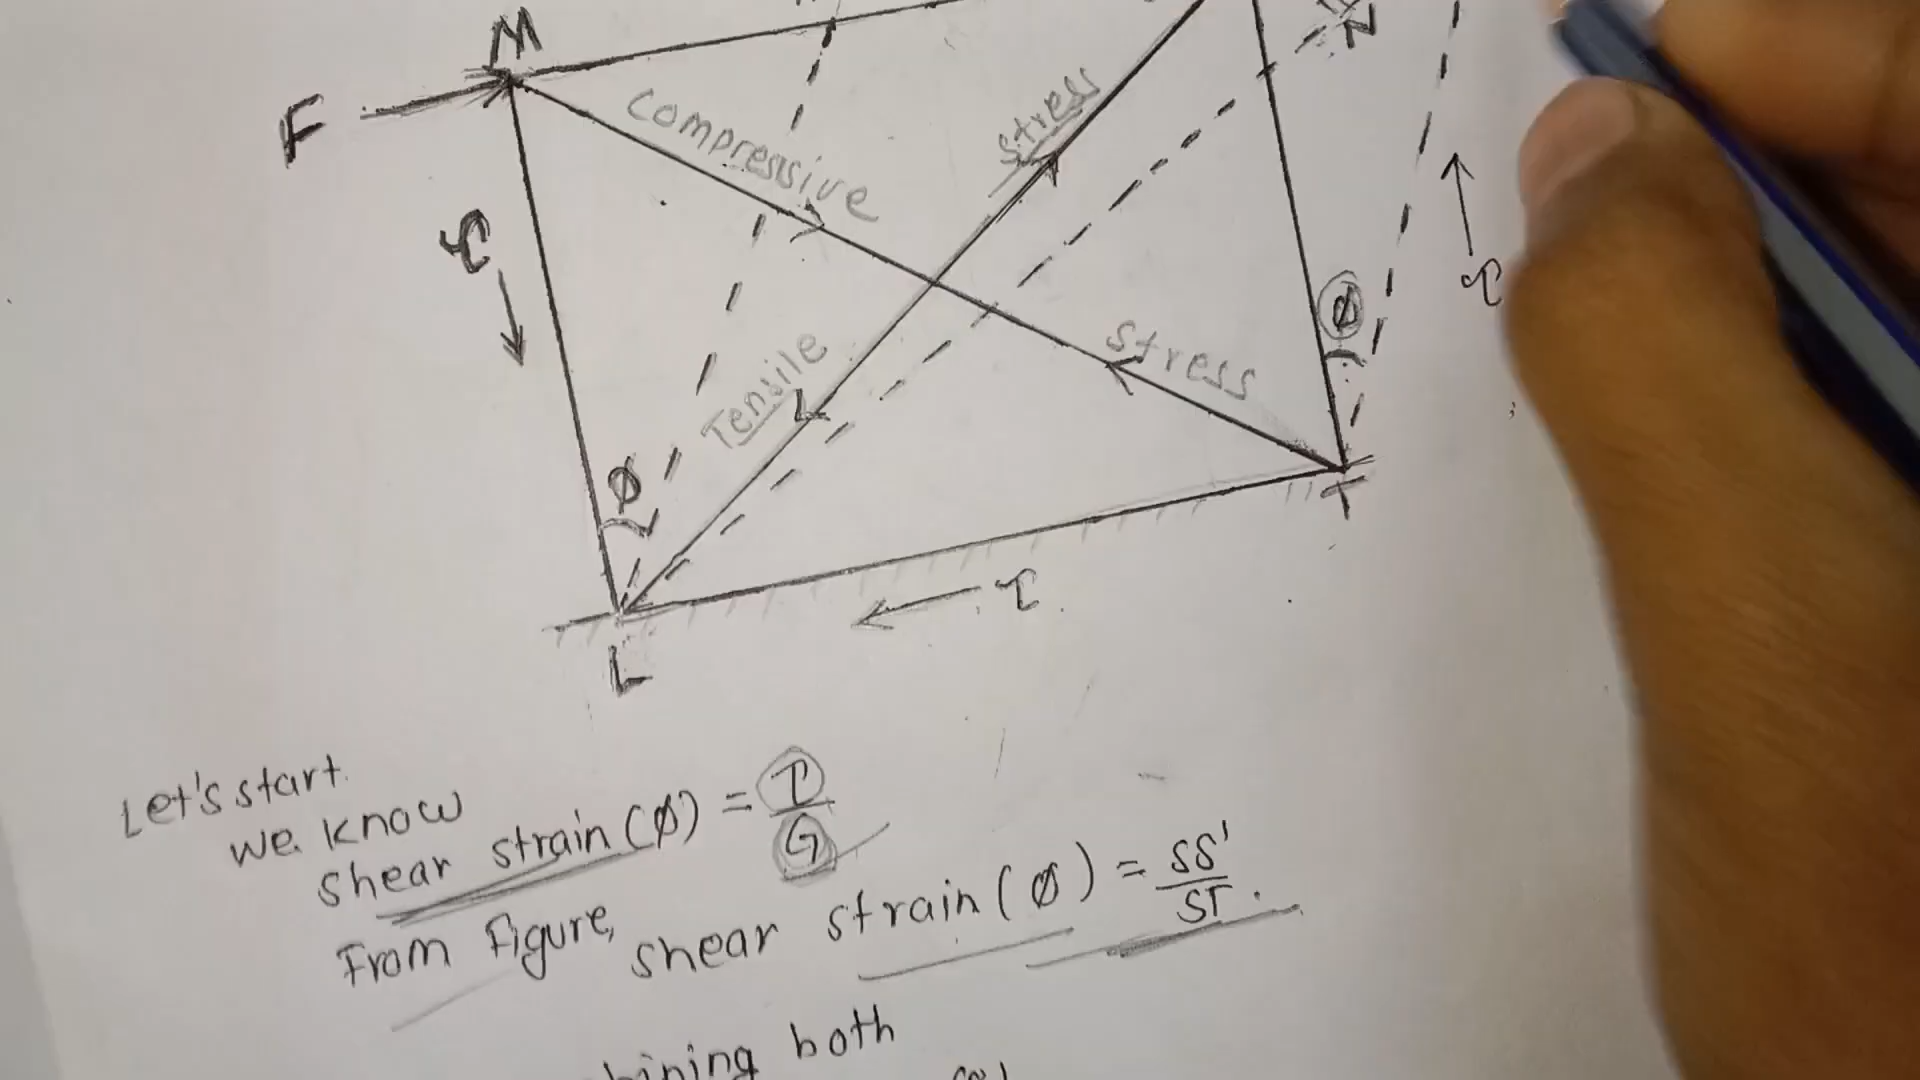 M
N
F
compressive
stress
τ
ø
τ
stress
Tensile
ø
T
τ
L
Let's start.
we know
shear strain (ø) = τ/G
From Figure,
shear strain (ø) = SS'/ST.
both